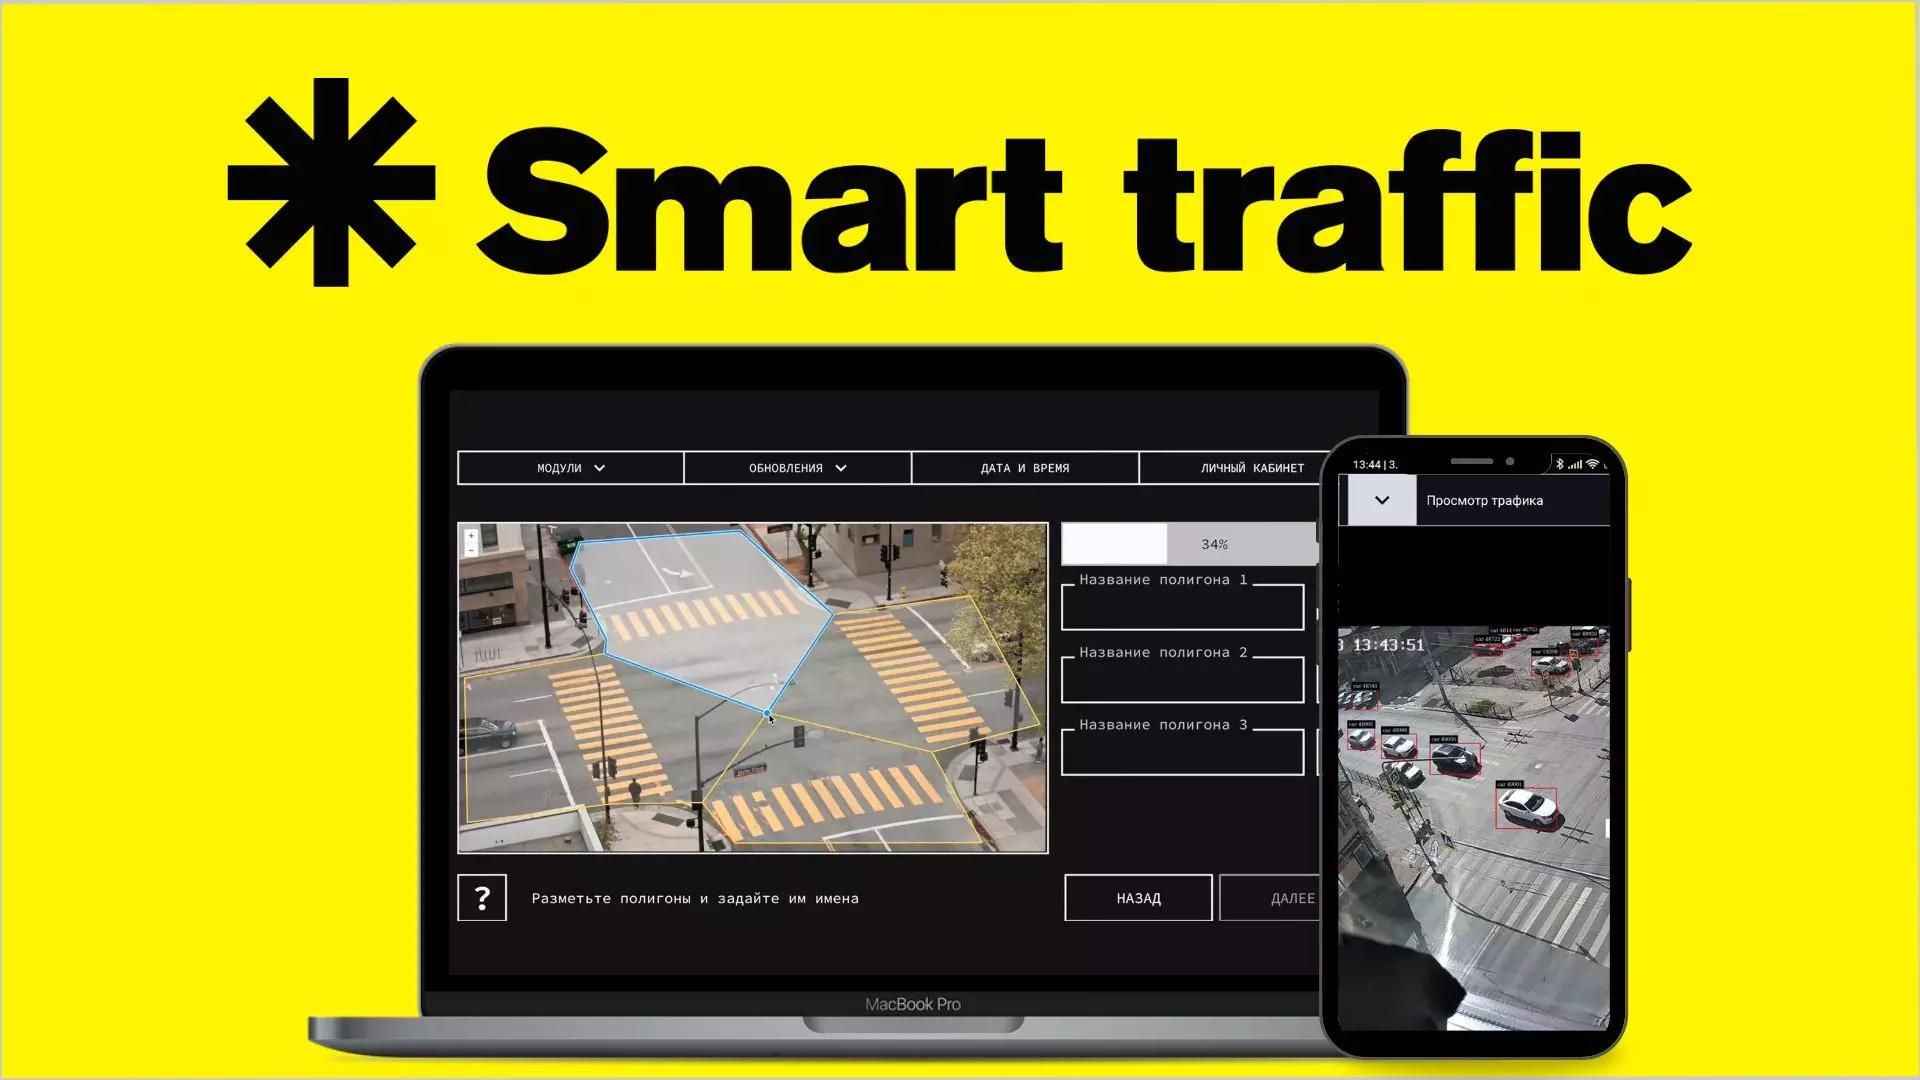 Smart traffic
МОДУЛИ
ОБНОВЛЕНИЯ
ДАТА И ВРЕМЯ
ЛИЧНЫЙ КАБИНЕТ
34%
Название полигона 1
Название полигона 2
Название полигона 3
?
Разметьте полигоны и задайте им имена
НАЗАД
ДАЛЕЕ
MacBook Pro
13:44 | З.
Просмотр трафика
13:43:51